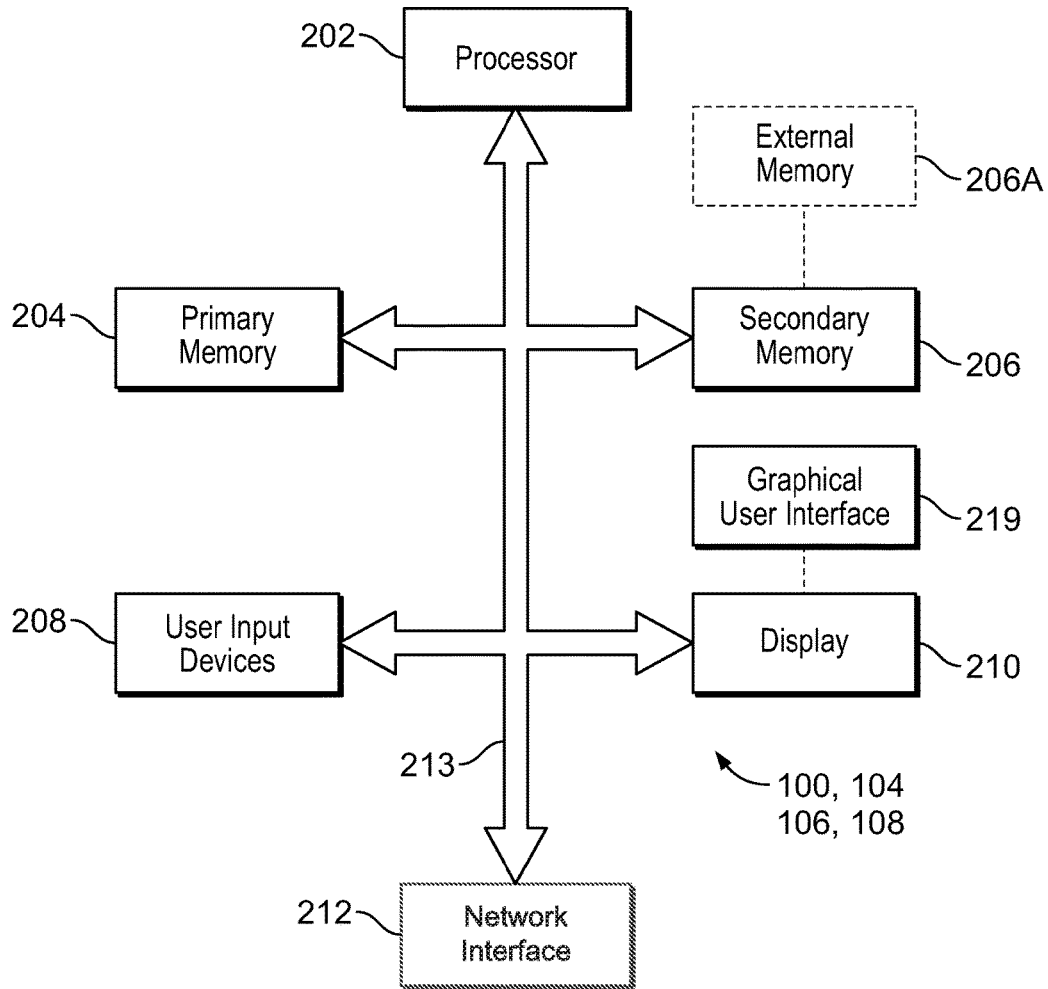 202
Processor
External
Memory
206A
204
Primary
Memory
Secondary
Memory
206
Graphical
User Interface
219
208
User Input
Devices
Display
210
213
100, 104
106, 108
212
Network
Interface